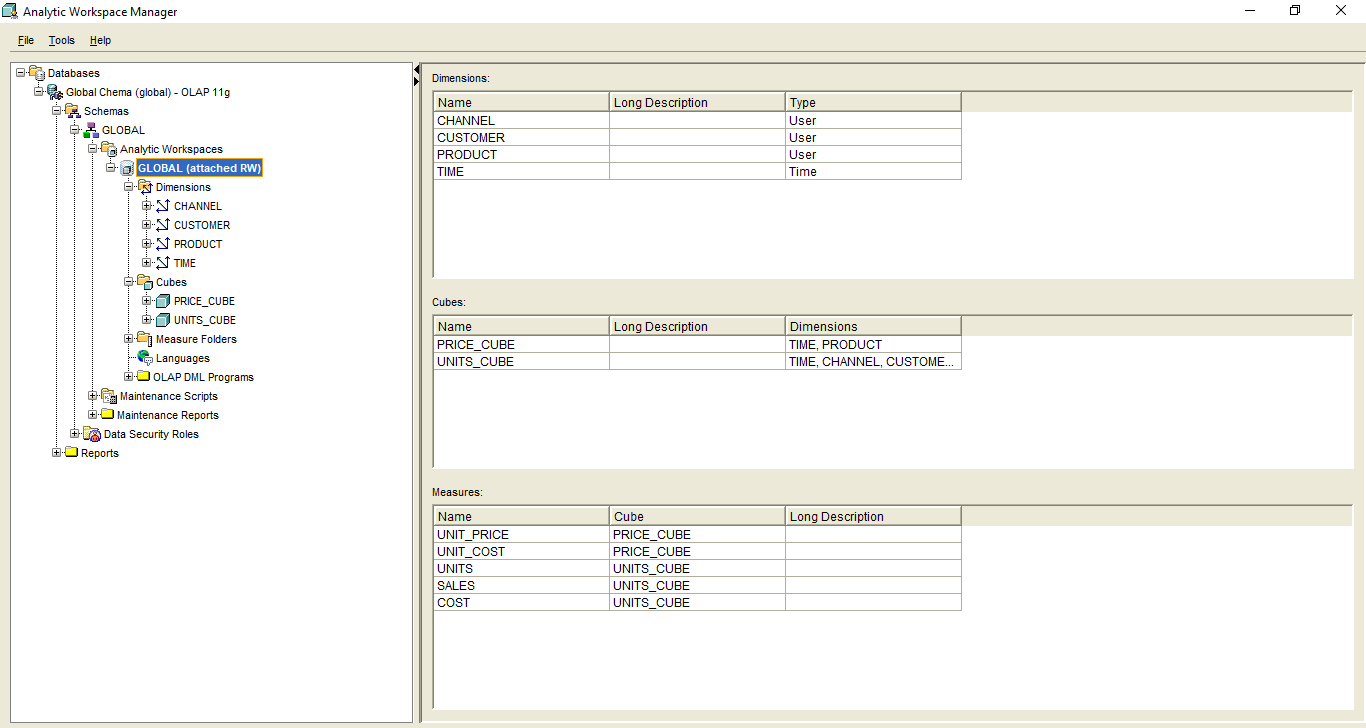 Analytic Workspace Manager
File Tools Help
Databases
Global Chema (global) - OLAP 11g
Schemas
GLOBAL
Analytic Workspaces
GLOBAL (attached RW)
Dimensions
CHANNEL
CUSTOMER
PRODUCT
TIME
Cubes
PRICE_CUBE
UNITS_CUBE
Measure Folders
Languages
OLAP DML Programs
Maintenance Scripts
Maintenance Reports
Data Security Roles
Reports
Dimensions:
Name Long Description Type
CHANNEL User
CUSTOMER User
PRODUCT User
TIME Time
Cubes:
Name Long Description Dimensions
PRICE_CUBE TIME, PRODUCT
UNITS_CUBE TIME, CHANNEL, CUSTOME...
Measures:
Name Cube Long Description
UNIT_PRICE PRICE_CUBE
UNIT_COST PRICE_CUBE
UNITS UNITS_CUBE
SALES UNITS_CUBE
COST UNITS_CUBE